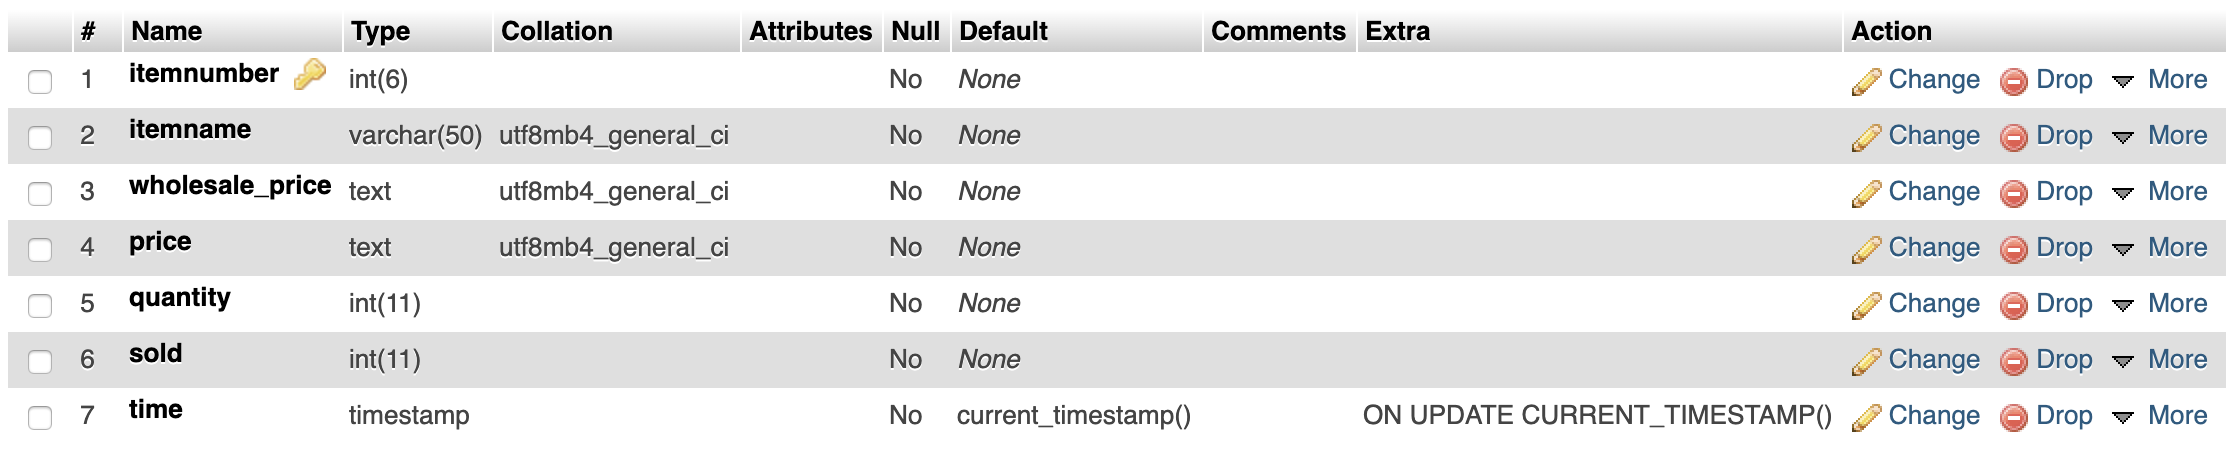 # Name Type Collation Attributes Null Default Comments Extra Action
1 itemnumber int(6) No None Change Drop More
2 itemname varchar(50) utf8mb4_general_ci No None Change Drop More
3 wholesale_price text utf8mb4_general_ci No None Change Drop More
4 price text utf8mb4_general_ci No None Change Drop More
5 quantity int(11) No None Change Drop More
6 sold int(11) No None Change Drop More
7 time timestamp No current_timestamp() ON UPDATE CURRENT_TIMESTAMP() Change Drop More